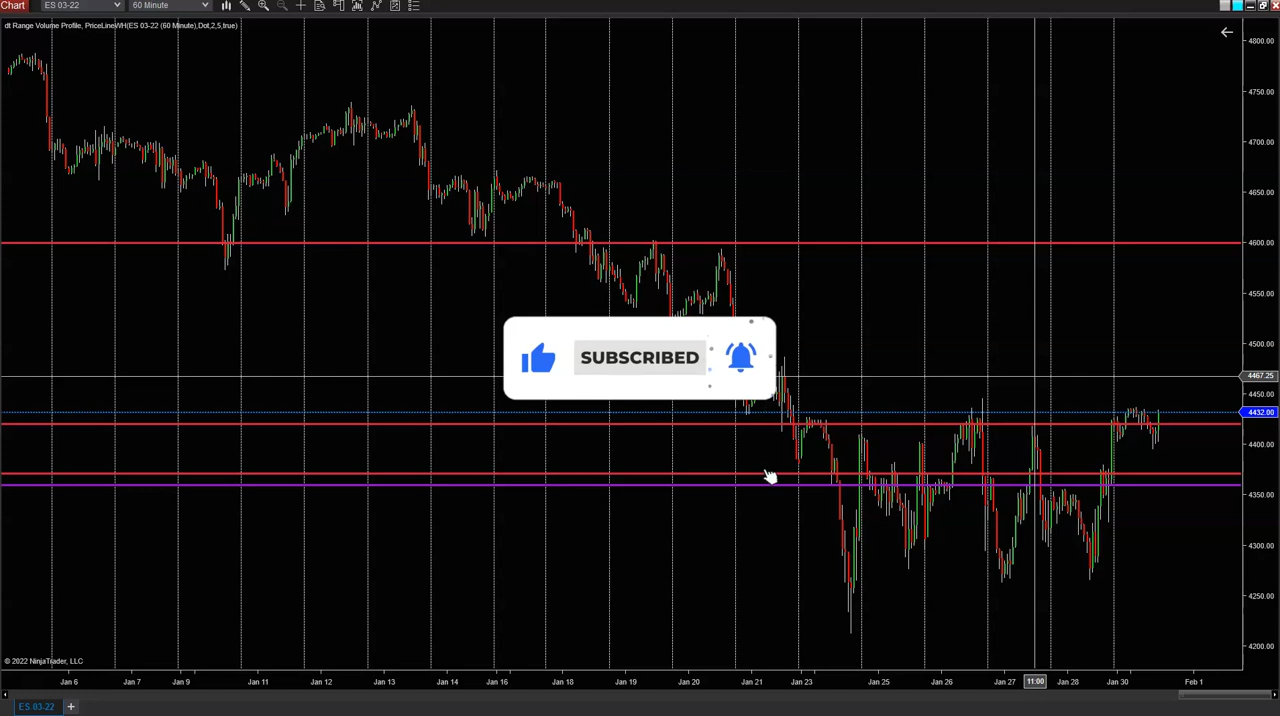 Chart
ES 03-22
60 Minute
dt Range Volume Profile, PriceLineWH(ES 03-22 (60 Minute),Dot,2,5,true)
4800.00
4750.00
4700.00
4650.00
4600.00
4550.00
4500.00
SUBSCRIBED
4467.25
4450.00
4432.00
4400.00
4350.00
4300.00
4250.00
4200.00
© 2022 NinjaTrader, LLC
Jan 6 Jan 7 Jan 9 Jan 11 Jan 12 Jan 13 Jan 14 Jan 16 Jan 18 Jan 19 Jan 20 Jan 21 Jan 23 Jan 25 Jan 26 Jan 27 11:00 Jan 28 Jan 30 Feb 1
ES 03-22